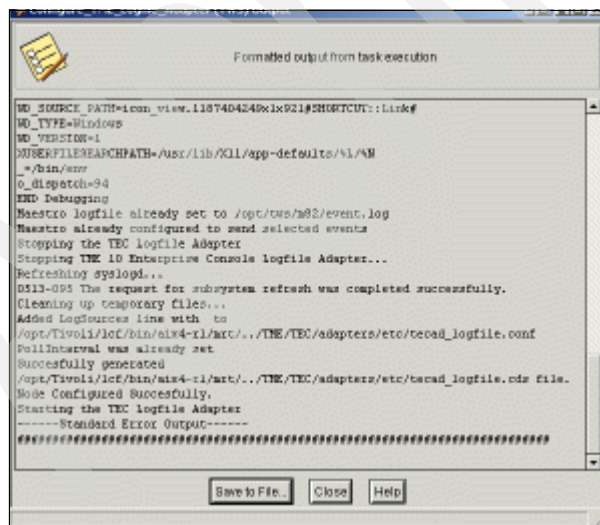 Configure_TEC_Logfile_Adapter (TWS) Output
Formatted output from task execution
WD_SOURCE_PATH=icon_view.1187404249x1x921#SHORTCUT::Link#
WD_TYPE=Windows
WD_VERSION=1
XUSERFILESEARCHPATH=/usr/lib/X11/app-defaults/%l/%N
_=/bin/env
o_dispatch=94
END Debugging
Maestro logfile already set to /opt/tws/m82/event.log
Maestro already configured to send selected events
Stopping the TEC logfile Adapter
Stopping TME 10 Enterprise Console logfile Adapter...
Refreshing syslogd...
0513-095 The request for subsystem refresh was completed successfully.
Cleaning up temporary files...
Added LogSources line with  to
/opt/Tivoli/lcf/bin/aix4-r1/mrt/../TME/TEC/adapters/etc/tecad_logfile.conf
PollInterval was already set
Succesfully generated
/opt/Tivoli/lcf/bin/aix4-r1/mrt/../TME/TEC/adapters/etc/tecad_logfile.cds file.
Node Configured Succesfully.
Starting the TEC logfile Adapter
------Standard Error Output------
############################################################################
Save to File...
Close
Help